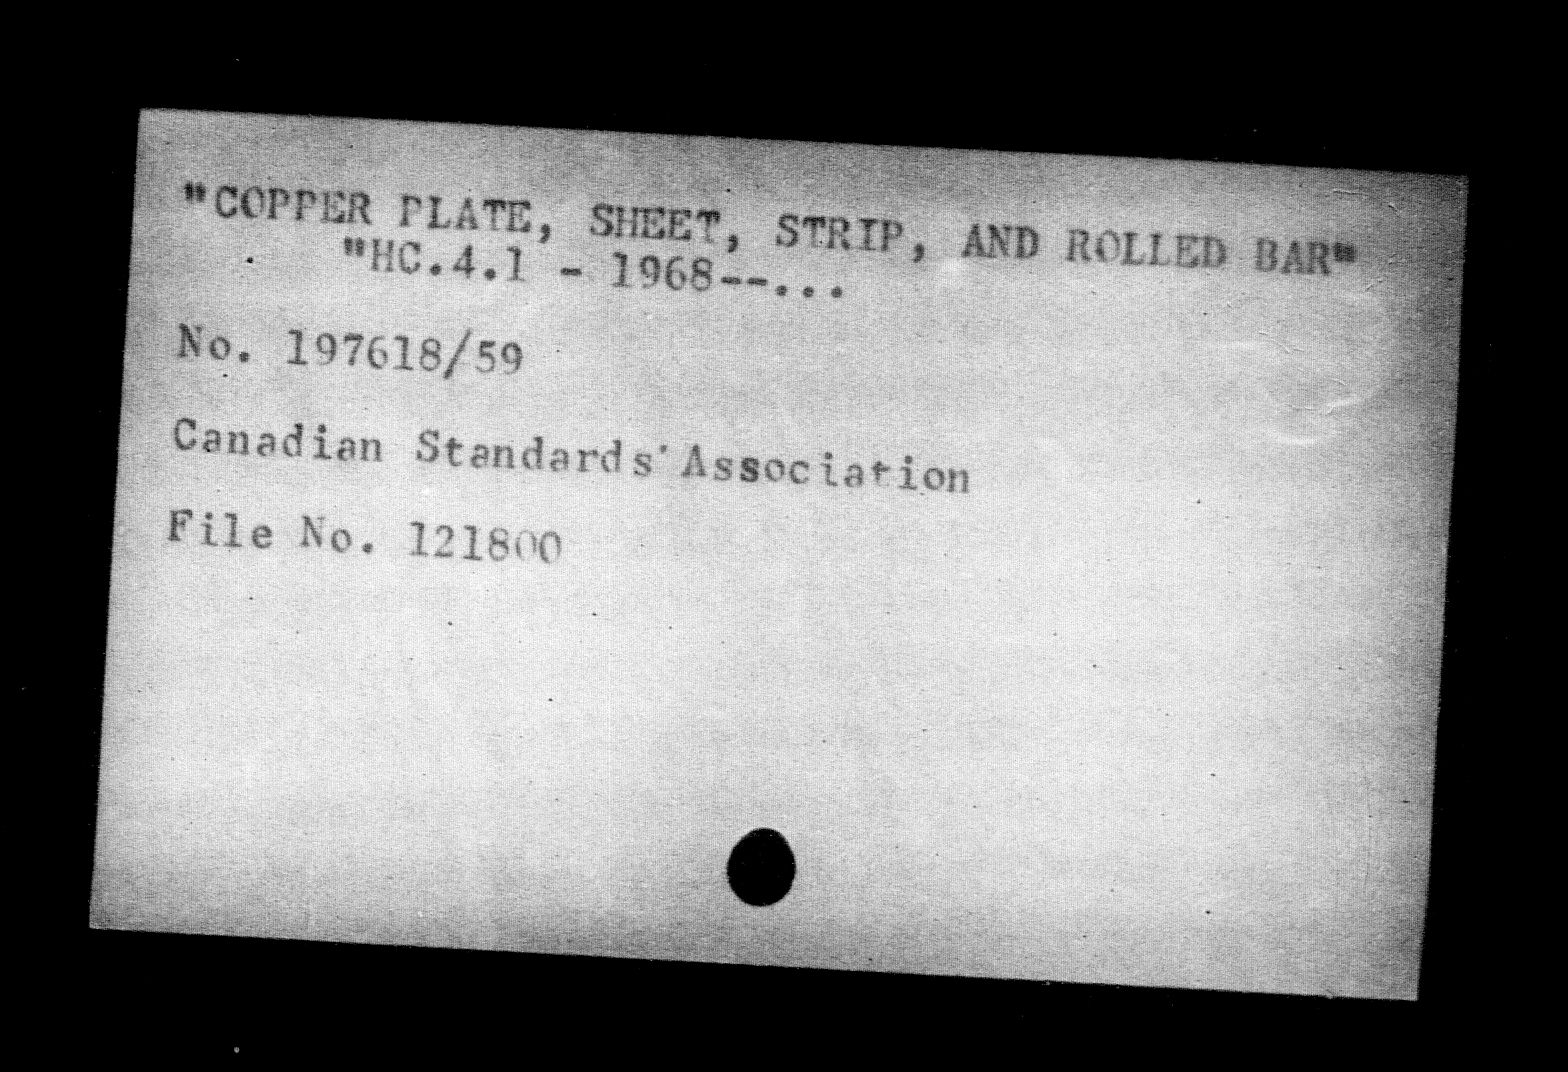 "COPPER PLATE, SHEET, STRIP, AND ROLLED BAR"
"HC.4.1 - 1968--...
No. 197618/59
Canadian Standards' Association
File No. 121800